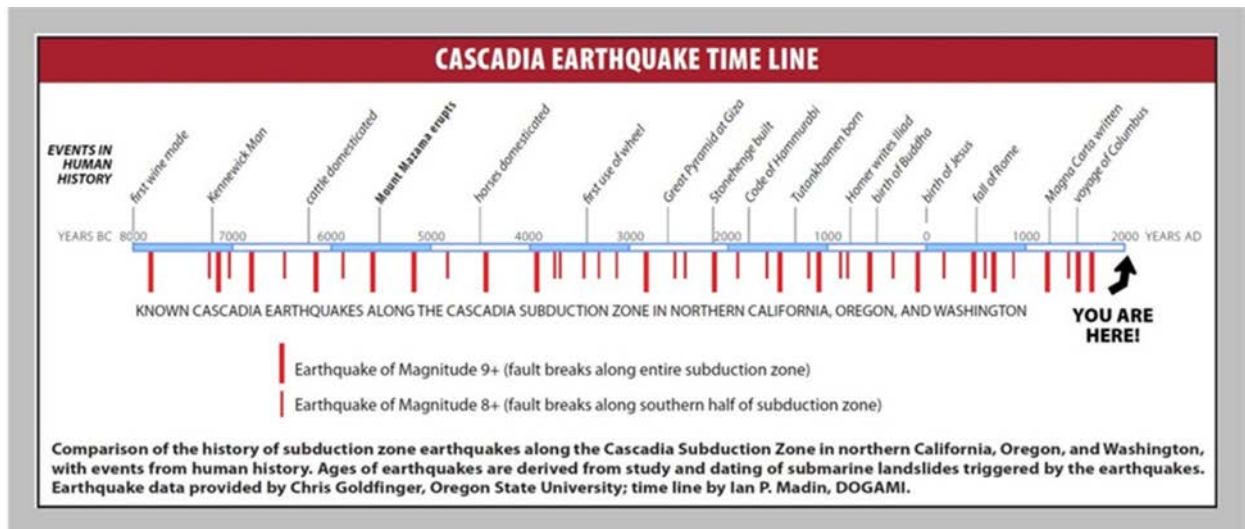 CASCADIA EARTHQUAKE TIME LINE
EVENTS IN
HUMAN
HISTORY
first wine made
Kennewick Man
cattle domesticated
Mount Mazama erupts
horses domesticated
first use of wheel
Great Pyramid at Giza
Stonehenge built
Code of Hammurabi
Tutankhamen born
Homer writes Iliad
birth of Buddha
birth of Jesus
fall of Rome
Magna Carta written
voyage of Columbus
YEARS BC 8000 7000 6000 5000 4000 3000 2000 1000 0 1000 2000 YEARS AD
KNOWN CASCADIA EARTHQUAKES ALONG THE CASCADIA SUBDUCTION ZONE IN NORTHERN CALIFORNIA, OREGON, AND WASHINGTON
YOU ARE
HERE!
Earthquake of Magnitude 9+ (fault breaks along entire subduction zone)
Earthquake of Magnitude 8+ (fault breaks along southern half of subduction zone)
Comparison of the history of subduction zone earthquakes along the Cascadia Subduction Zone in northern California, Oregon, and Washington,
with events from human history. Ages of earthquakes are derived from study and dating of submarine landslides triggered by the earthquakes.
Earthquake data provided by Chris Goldfinger, Oregon State University; time line by Ian P. Madin, DOGAMI.